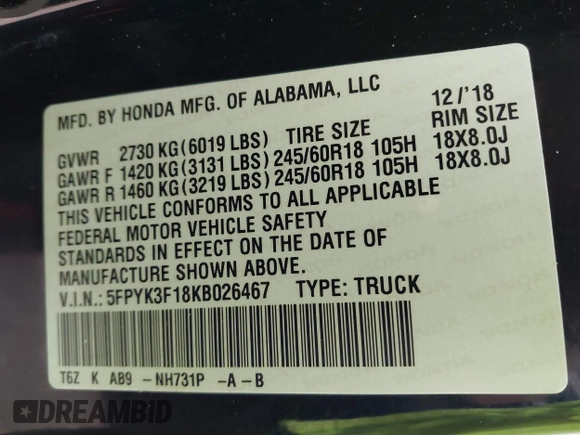 MFD. BY HONDA MFG. OF ALABAMA, LLC 12/'18
GVWR 2730 KG(6019 LBS) TIRE SIZE RIM SIZE
GAWR F 1420 KG(3131 LBS)245/60R18 105H 18X8.0J
GAWR R 1460 KG(3219 LBS)245/60R18 105H 18X8.0J
THIS VEHICLE CONFORMS TO ALL APPLICABLE
FEDERAL MOTOR VEHICLE SAFETY
STANDARDS IN EFFECT ON THE DATE OF
MANUFACTURE SHOWN ABOVE.
V.I.N.: 5FPYK3F18KB026467 TYPE: TRUCK
T6Z K AB9 -NH731P -A-B
DREAMBID